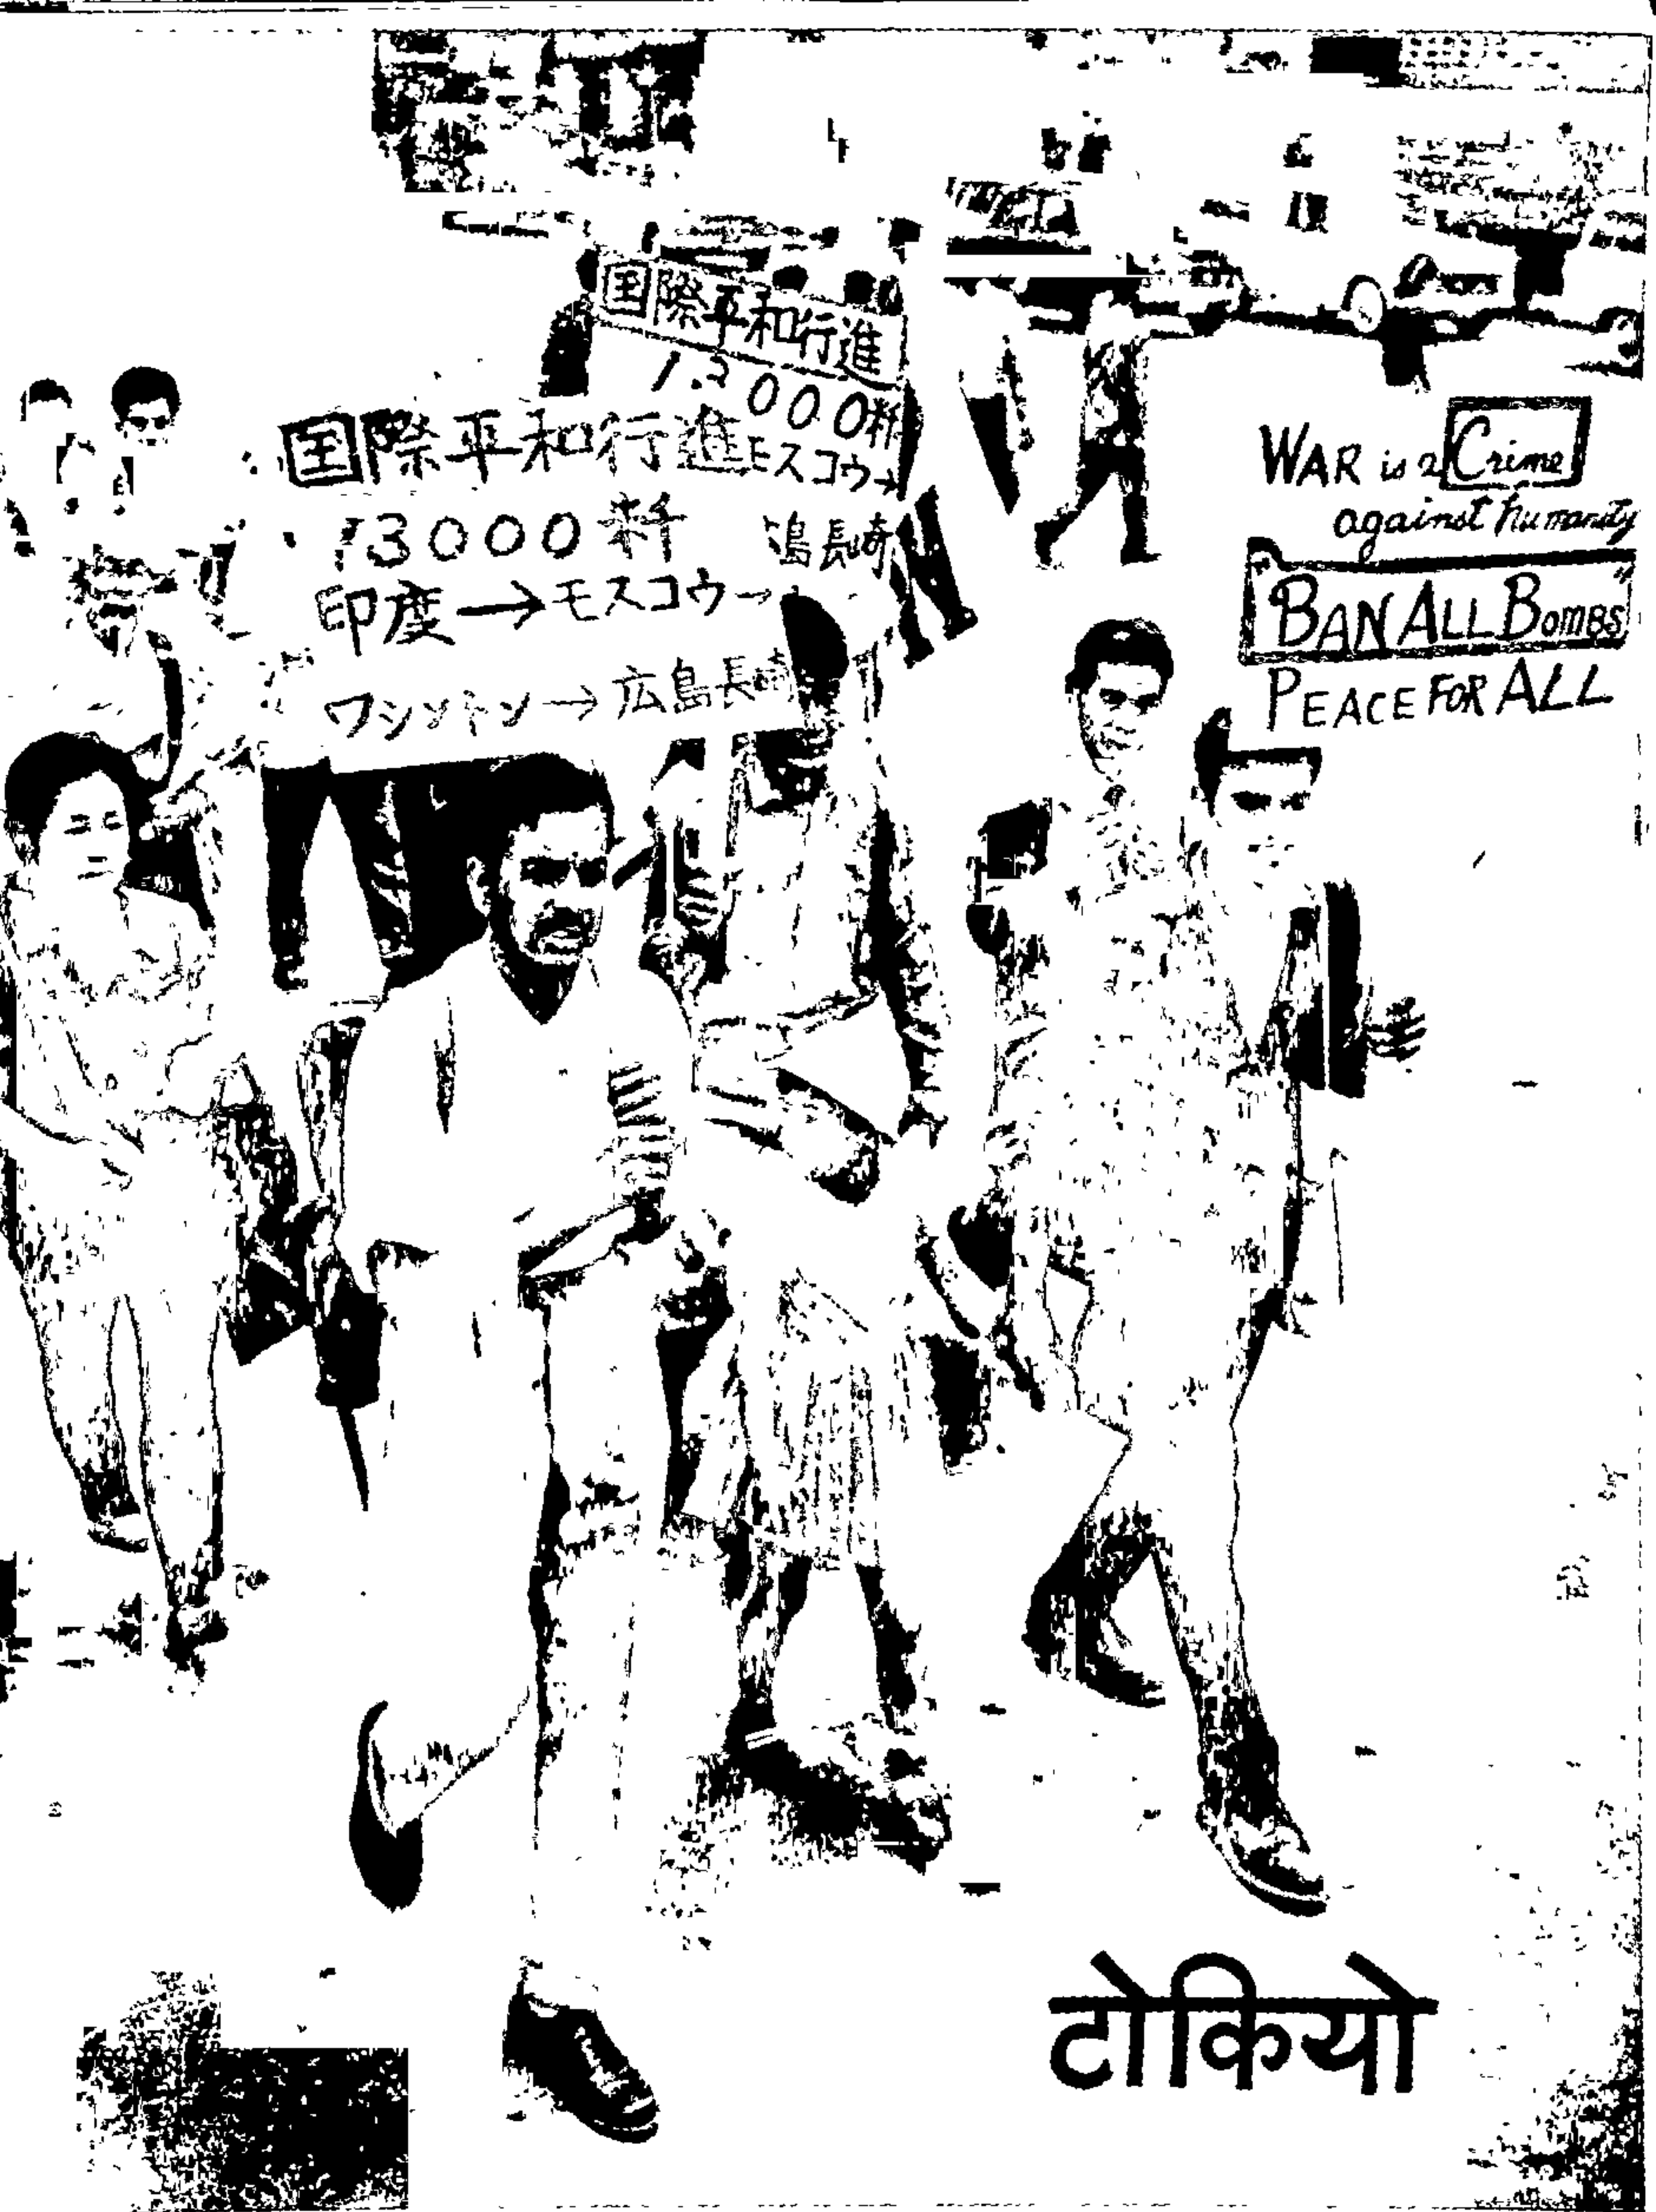 国際平和行進
13000粁
モスコウ→
島長崎
国際平和行進
13000粁
印度→モスコウ→
ワシントン→広島長崎
WAR is a Crime
against humanity
"BAN ALL BOMBS"
PEACE FOR ALL
टोकियो